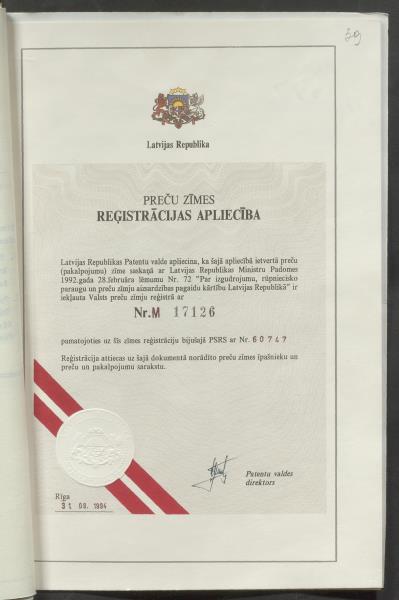 59
Latvijas Republika
PREČU ZĪMES
REĢISTRĀCIJAS APLIECĪBA
Latvijas Republikas Patentu valde apliecina, ka šajā apliecībā ietvertā preču
(pakalpojumu) zīme saskaņā ar Latvijas Republikas Ministru Padomes
1992.gada 28.februāra lēmumu Nr. 72 "Par izgudrojumu, rūpniecisko
paraugu un preču zīmju aizsardzības pagaidu kārtību Latvijas Republikā" ir
iekļauta Valsts preču zīmju reģistrā ar
Nr.M 17126
pamatojoties uz šīs zīmes reģistrāciju bijušajā PSRS ar Nr. 60747
Reģistrācija attiecas uz šajā dokumentā norādīto preču zīmes īpašnieku un
preču un pakalpojumu sarakstu.
Patentu valdes
direktors
Rīga
31 08. 1994